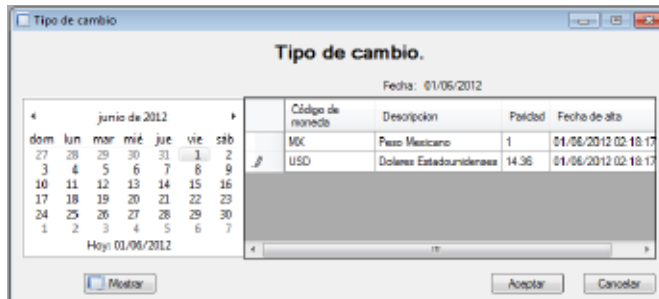 Tipo de cambio
Tipo de cambio.
Fecha: 01/06/2012
junio de 2012
dom lun mar mié jue vie sáb
27 28 29 30 31 1 2
3 4 5 6 7 8 9
10 11 12 13 14 15 16
17 18 19 20 21 22 23
24 25 26 27 28 29 30
1 2 3 4 5 6 7
Hoy: 01/06/2012
Código de moneda Descripcion Paridad Fecha de alta
MX Peso Mexicano 1 01/06/2012 02:18:17
USD Dolares Estadounidenses 14.36 01/06/2012 02:18:17
Mostrar Aceptar Cancelar